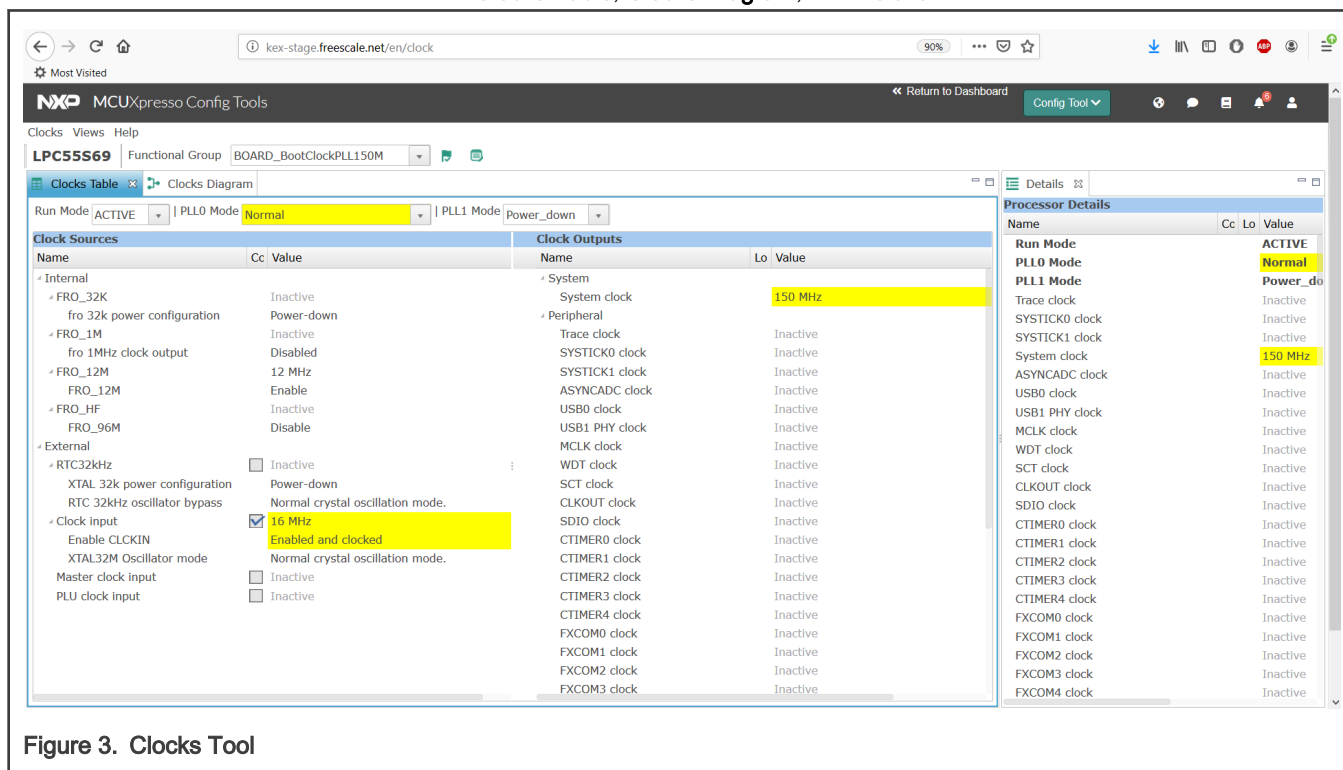 kex-stage.freescale.net/en/clock
90%
ABP
Most Visited
NXP MCUXpresso Config Tools
Return to Dashboard
Config Tool
6
Clocks Views Help
LPC55S69 Functional Group BOARD_BootClockPLL150M
Clocks Table Clocks Diagram
Run Mode ACTIVE | PLL0 Mode Normal | PLL1 Mode Power_down
Clock Sources
Name Cc Value
Internal
FRO_32K Inactive
fro 32k power configuration Power-down
FRO_1M Inactive
fro 1MHz clock output Disabled
FRO_12M 12 MHz
FRO_12M Enable
FRO_HF Inactive
FRO_96M Disable
External
RTC32kHz Inactive
XTAL 32k power configuration Power-down
RTC 32kHz oscillator bypass Normal crystal oscillation mode.
Clock input 16 MHz
Enable CLCKIN Enabled and clocked
XTAL32M Oscillator mode Normal crystal oscillation mode.
Master clock input Inactive
PLU clock input Inactive
Clock Outputs
Name Lo Value
System
System clock 150 MHz
Peripheral
Trace clock Inactive
SYSTICK0 clock Inactive
SYSTICK1 clock Inactive
ASYNCADC clock Inactive
USB0 clock Inactive
USB1 PHY clock Inactive
MCLK clock Inactive
WDT clock Inactive
SCT clock Inactive
CLKOUT clock Inactive
SDIO clock Inactive
CTIMER0 clock Inactive
CTIMER1 clock Inactive
CTIMER2 clock Inactive
CTIMER3 clock Inactive
CTIMER4 clock Inactive
FXCOM0 clock Inactive
FXCOM1 clock Inactive
FXCOM2 clock Inactive
FXCOM3 clock Inactive
Details
Processor Details
Name Cc Lo Value
Run Mode ACTIVE
PLL0 Mode Normal
PLL1 Mode Power_do
Trace clock Inactive
SYSTICK0 clock Inactive
SYSTICK1 clock Inactive
System clock 150 MHz
ASYNCADC clock Inactive
USB0 clock Inactive
USB1 PHY clock Inactive
MCLK clock Inactive
WDT clock Inactive
SCT clock Inactive
CLKOUT clock Inactive
SDIO clock Inactive
CTIMER0 clock Inactive
CTIMER1 clock Inactive
CTIMER2 clock Inactive
CTIMER3 clock Inactive
CTIMER4 clock Inactive
FXCOM0 clock Inactive
FXCOM1 clock Inactive
FXCOM2 clock Inactive
FXCOM3 clock Inactive
FXCOM4 clock Inactive
Figure 3. Clocks Tool